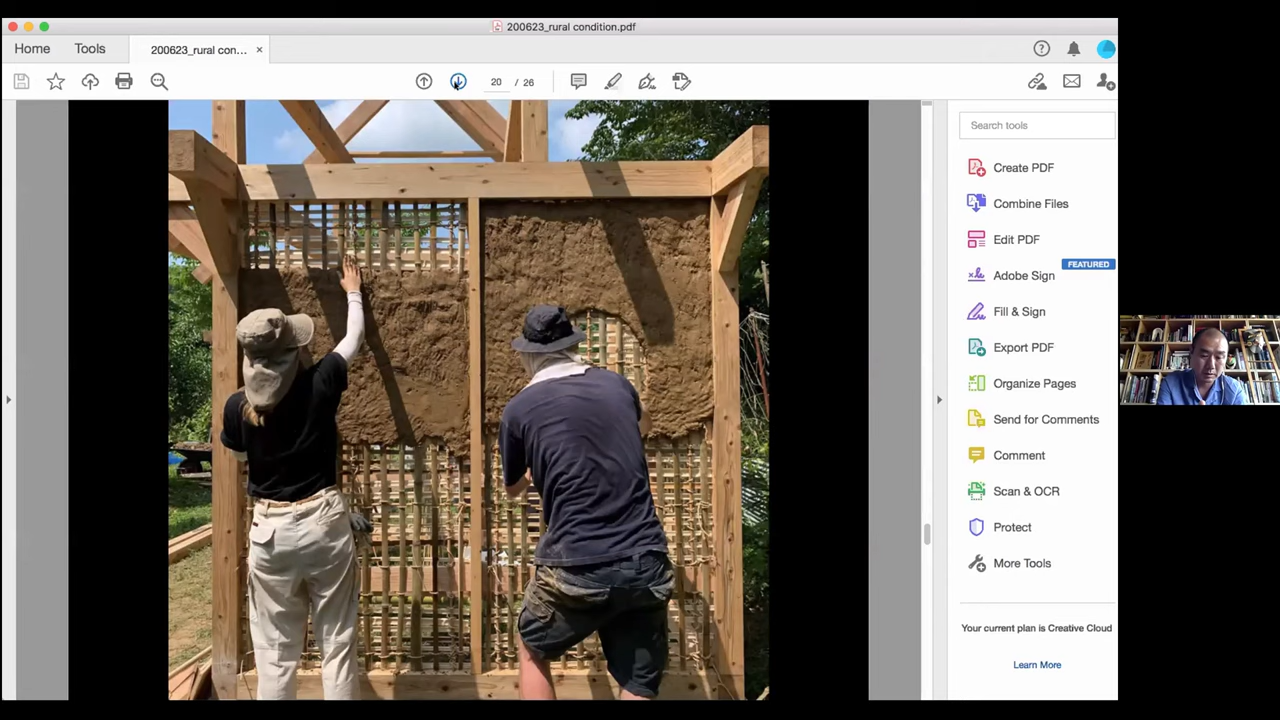 200623_rural condition.pdf
Home
Tools
200623_rural con...
20 / 26
Search tools
Create PDF
Combine Files
Edit PDF
FEATURED
Adobe Sign
Fill & Sign
Export PDF
Organize Pages
Send for Comments
Comment
Scan & OCR
Protect
More Tools
Your current plan is Creative Cloud
Learn More